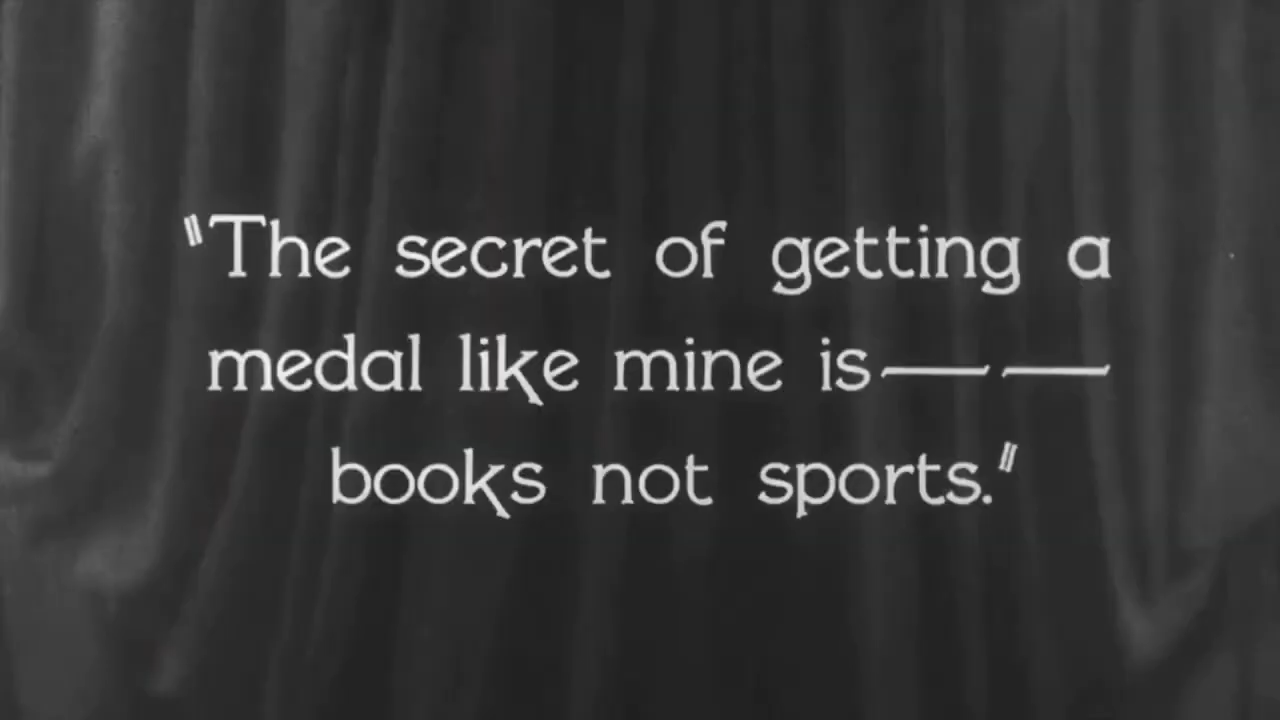 "The secret of getting a
medal like mine is — —
books not sports."